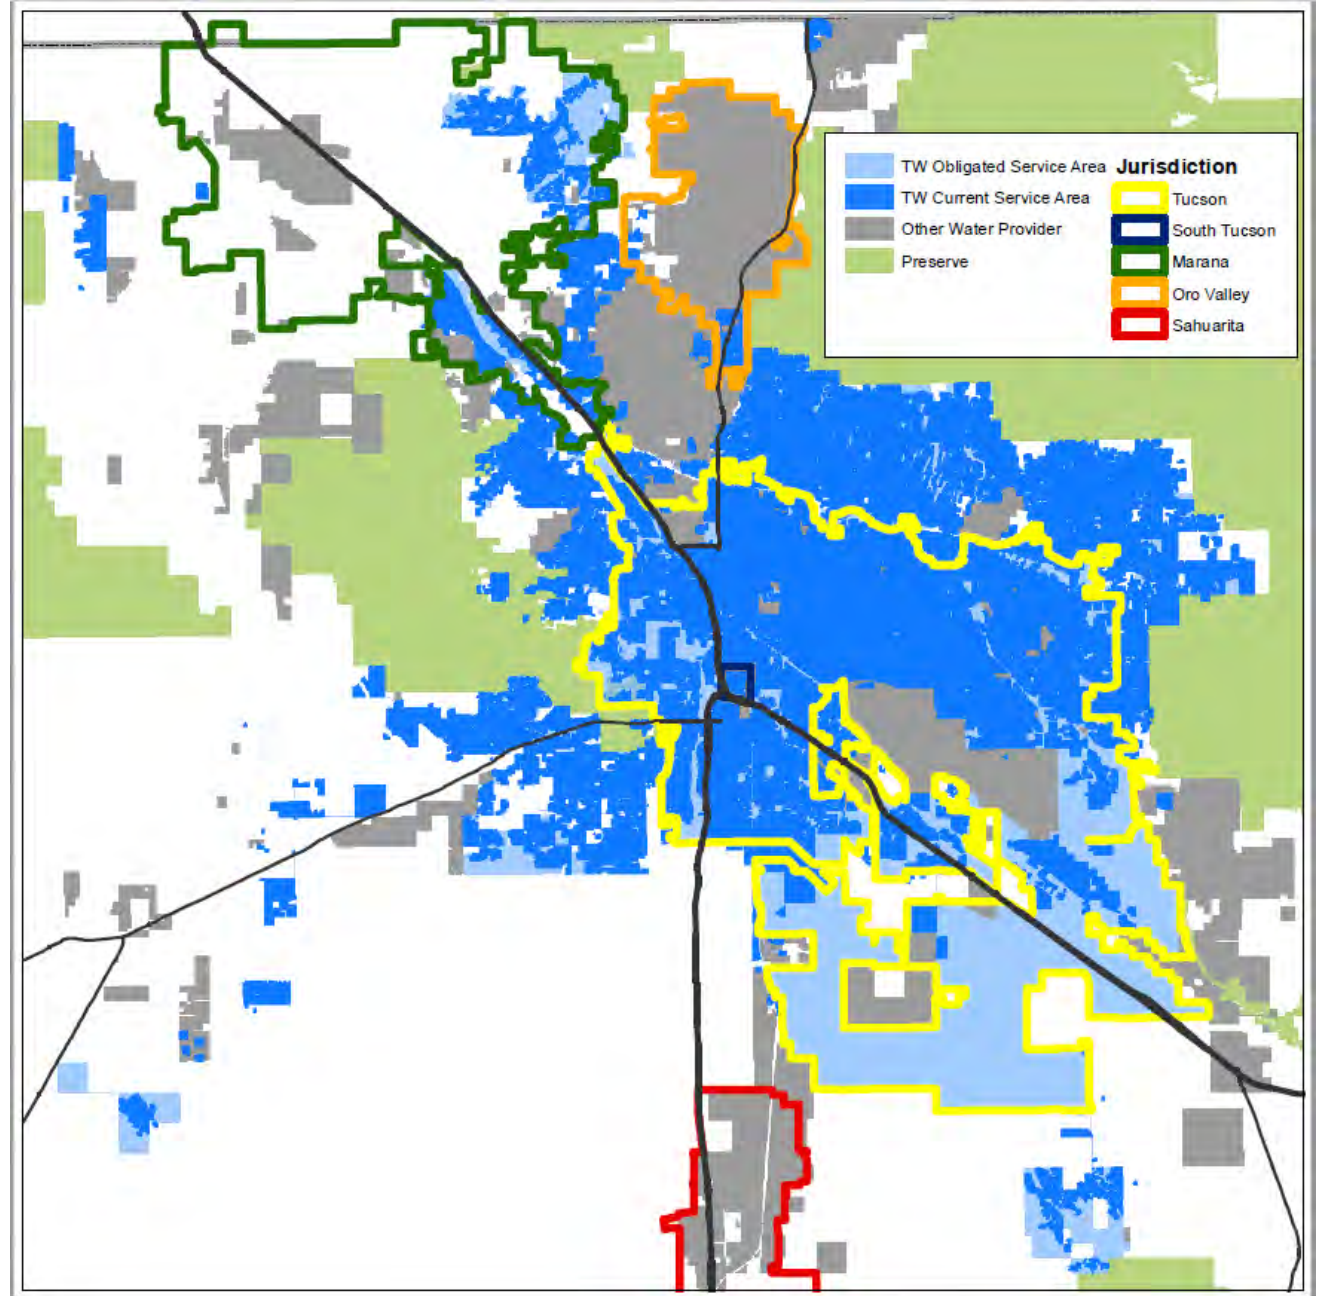 TW Obligated Service Area
TW Current Service Area
Other Water Provider
Preserve
Jurisdiction
Tucson
South Tucson
Marana
Oro Valley
Sahuarita